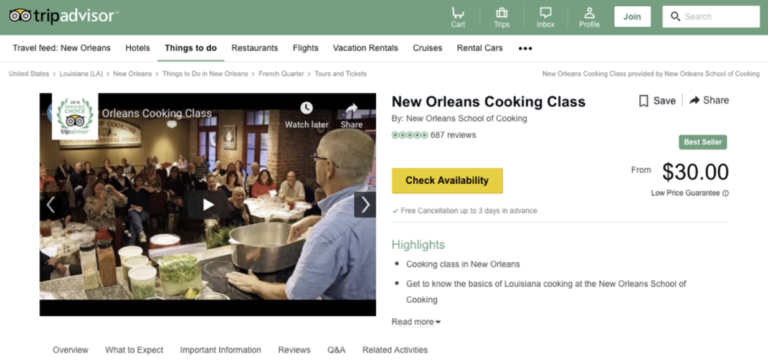 tripadvisor®
Cart
Trips
Inbox
Profile
Join
Search
Travel feed: New Orleans Hotels Things to do Restaurants Flights Vacation Rentals Cruises Rental Cars •••
United States > Louisiana (LA) > New Orleans > Things to Do in New Orleans > French Quarter > Tours and Tickets
New Orleans Cooking Class provided by New Orleans School of Cooking
Orleans Cooking Class
Watch later
Share
tripadvisor
New Orleans Cooking Class
Save
Share
By: New Orleans School of Cooking
687 reviews
Best Seller
From $30.00
Low Price Guarantee
Check Availability
✓ Free Cancellation up to 3 days in advance
Highlights
• Cooking class in New Orleans
• Get to know the basics of Louisiana cooking at the New Orleans School of
Cooking
Read more
Overview What to Expect Important Information Reviews Q&A Related Activities